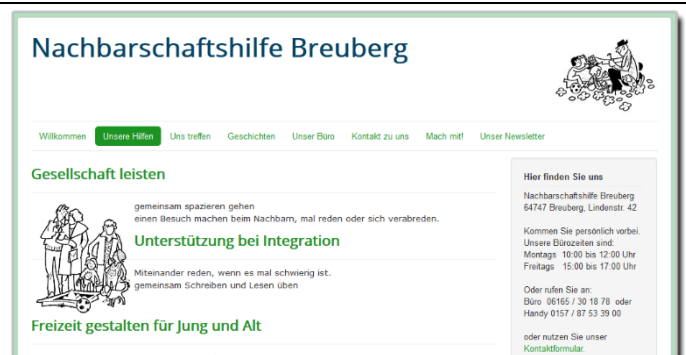 Nachbarschaftshilfe Breuberg
Willkommen Unsere Hilfen Uns treffen Geschichten Unser Büro Kontakt zu uns Mach mit! Unser Newsletter
Gesellschaft leisten
gemeinsam spazieren gehen
einen Besuch machen beim Nachbarn, mal reden oder sich verabreden.
Unterstützung bei Integration
Miteinander reden, wenn es mal schwierig ist.
gemeinsam Schreiben und Lesen üben
Freizeit gestalten für Jung und Alt
Hier finden Sie uns
Nachbarschaftshilfe Breuberg
64747 Breuberg, Lindenstr. 42
Kommen Sie persönlich vorbei.
Unsere Bürozeiten sind:
Montags 10:00 bis 12:00 Uhr
Freitags 15:00 bis 17:00 Uhr
Oder rufen Sie an:
Büro 06165 / 30 18 78 oder
Handy 0157 / 87 53 39 00
oder nutzen Sie unser
Kontaktformular.